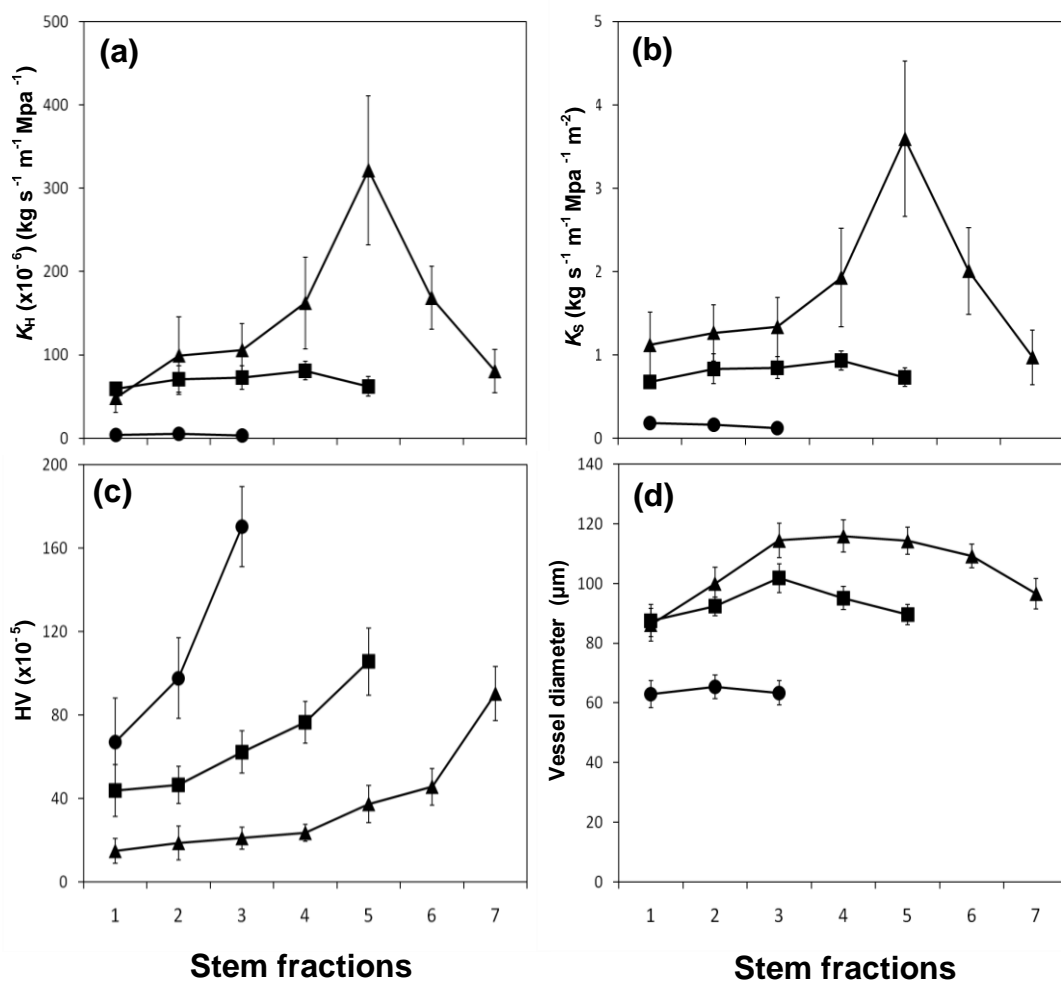 (a)
K_H (x10⁻⁶) (kg s⁻¹ m⁻¹ Mpa⁻¹)
500
400
300
200
100
0
(b)
K_S (kg s⁻¹ m⁻¹ Mpa⁻¹ m⁻²)
5
4
3
2
1
0
(c)
HV (x10⁻⁵)
200
160
120
80
40
0
1 2 3 4 5 6 7
Stem fractions
(d)
Vessel diameter (µm)
140
120
100
80
60
40
20
0
1 2 3 4 5 6 7
Stem fractions